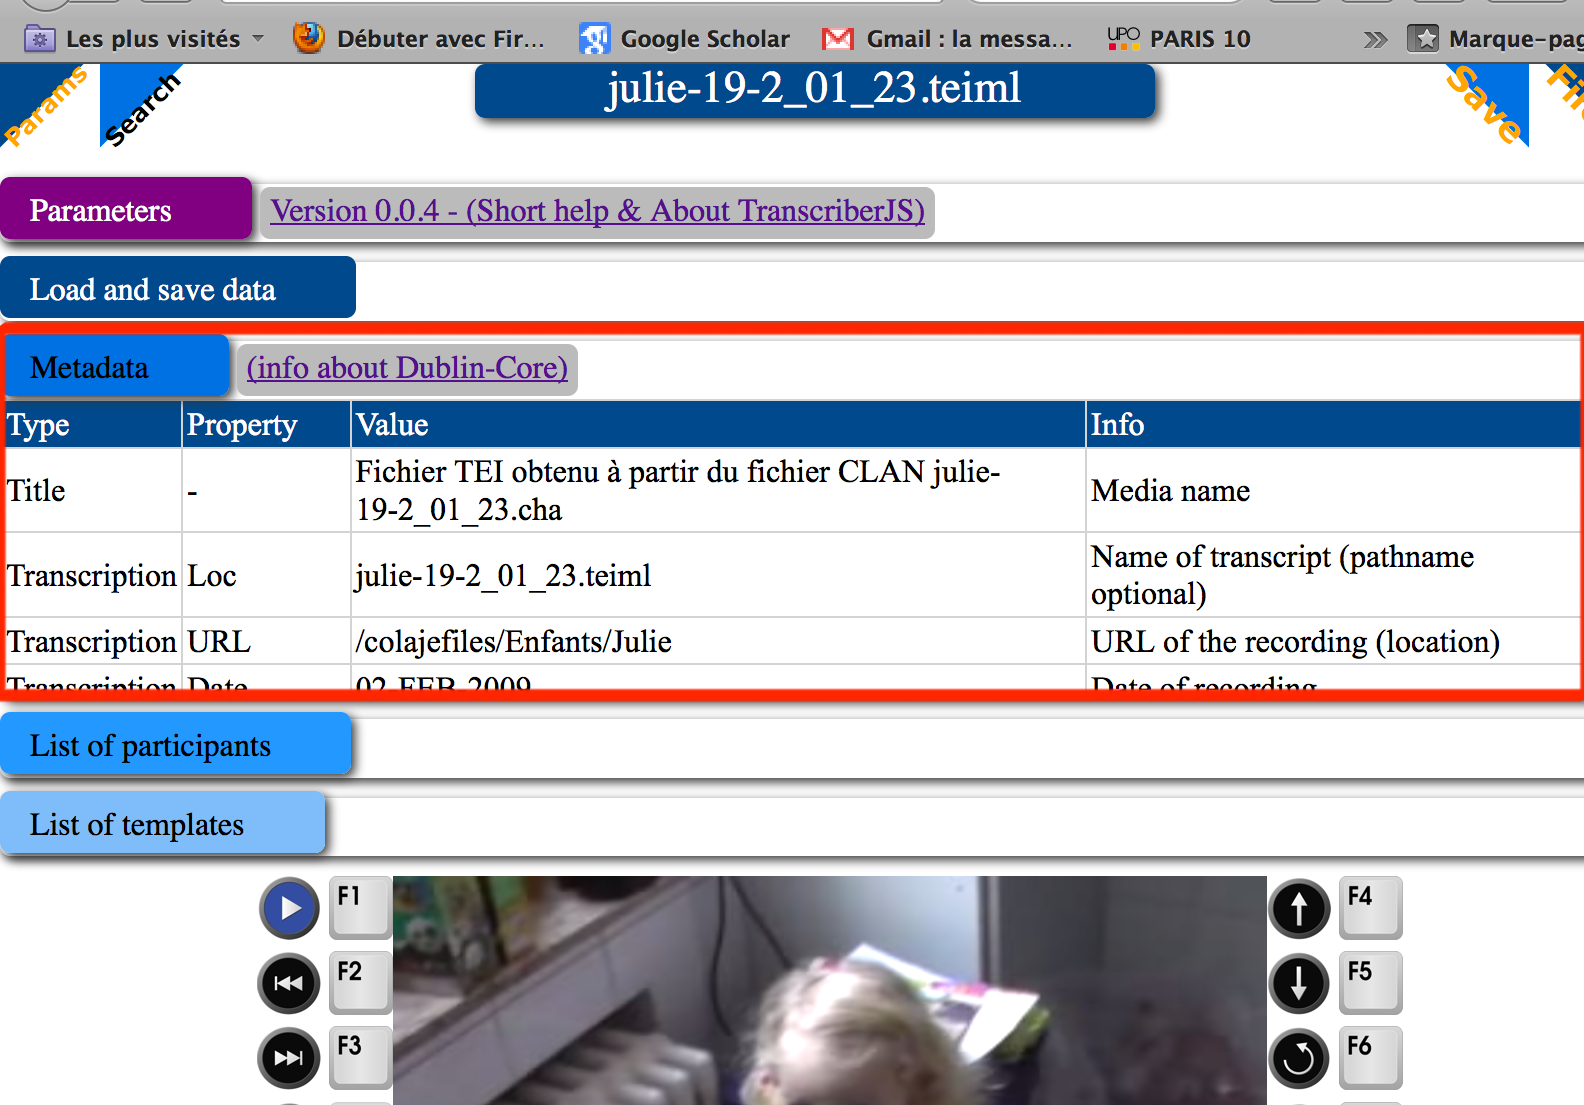 Les plus visités
Débuter avec Fir...
Google Scholar
Gmail : la messa...
UPO PARIS 10
Marque-pag
Params
Search
julie-19-2_01_23.teiml
Save
Parameters
Version 0.0.4 - (Short help & About TranscriberJS)
Load and save data
Metadata
(info about Dublin-Core)
Type Property Value Info
Title - Fichier TEI obtenu à partir du fichier CLAN julie-
19-2_01_23.cha
Media name
Transcription Loc julie-19-2_01_23.teiml
Name of transcript (pathname
optional)
Transcription URL /colajefiles/Enfants/Julie URL of the recording (location)
Transcription Date 02-FEB-2009 Date of recording
List of participants
List of templates
F1
F4
F2
F5
F3
F6